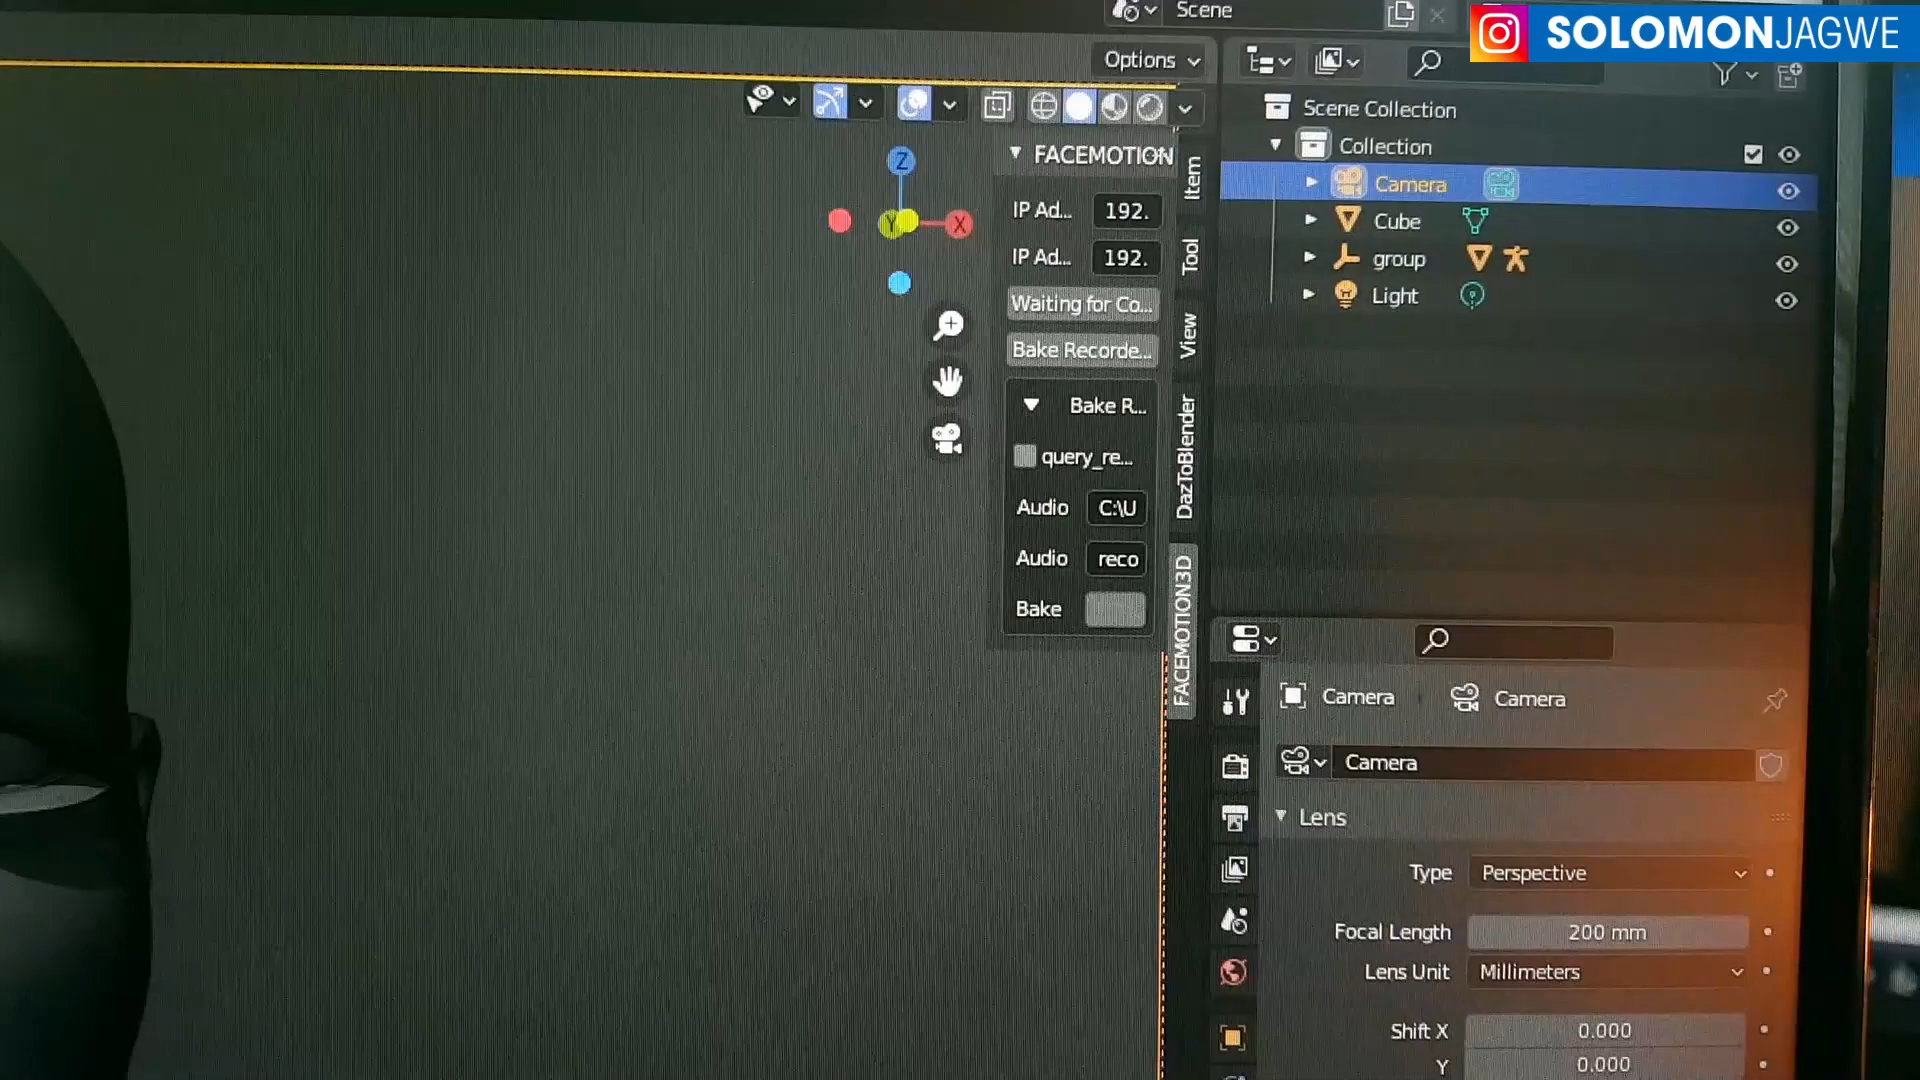 Scene
SOLOMONJAGWE
Options
Scene Collection
Collection
Camera
Cube
group
Light
Z
Y
X
FACEMOTION
IP Ad... 192.
IP Ad... 192.
Waiting for Co...
Bake Recorde...
Bake R...
query_re...
Audio C:\U
Audio reco
Bake
Item
Tool
View
DazToBlender
FACEMOTION3D
Camera Camera
Camera
Lens
Type Perspective
Focal Length 200 mm
Lens Unit Millimeters
Shift X 0.000
Y 0.000